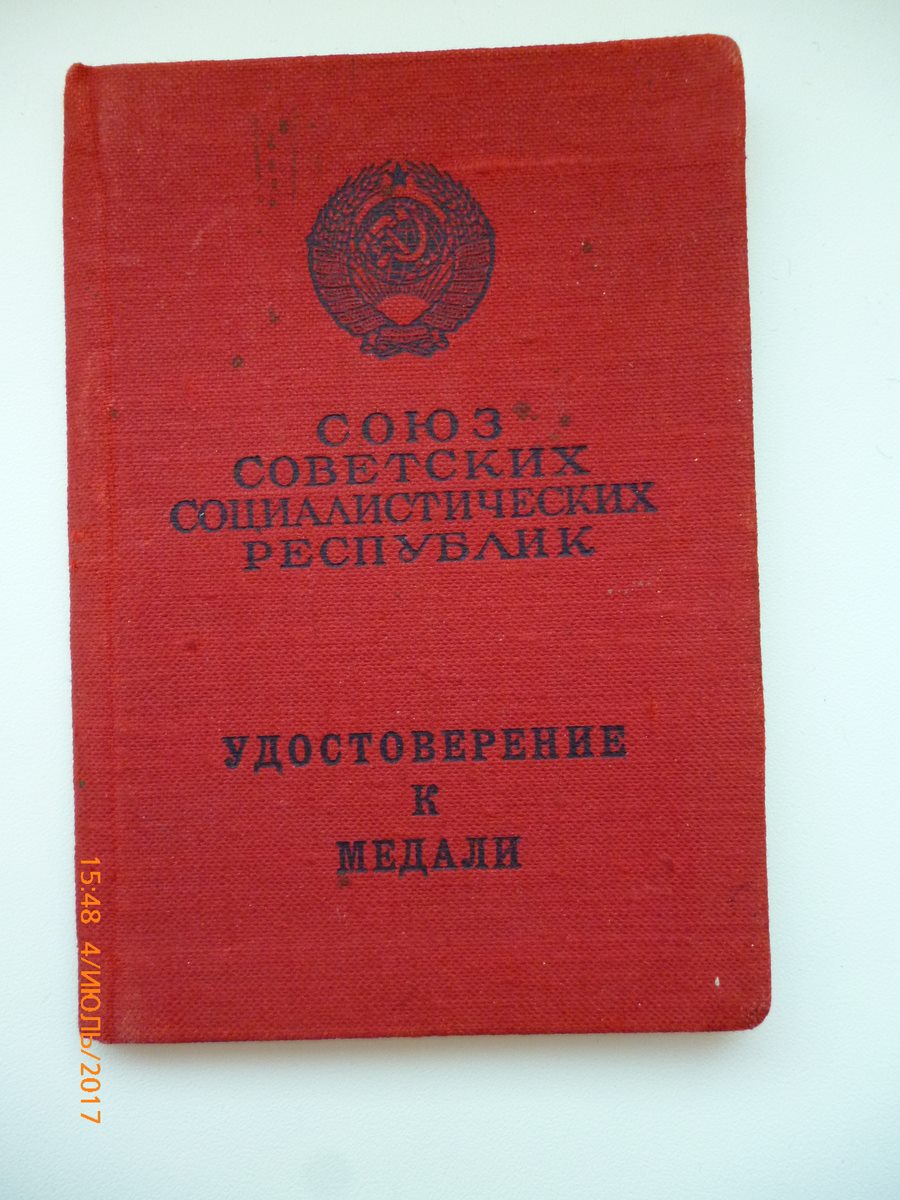 СОЮЗ
СОВЕТСКИХ
СОЦИАЛИСТИЧЕСКИХ
РЕСПУБЛИК
УДОСТОВЕРЕНИЕ
К
МЕДАЛИ
15:48 4/ИЮЛЬ/2017